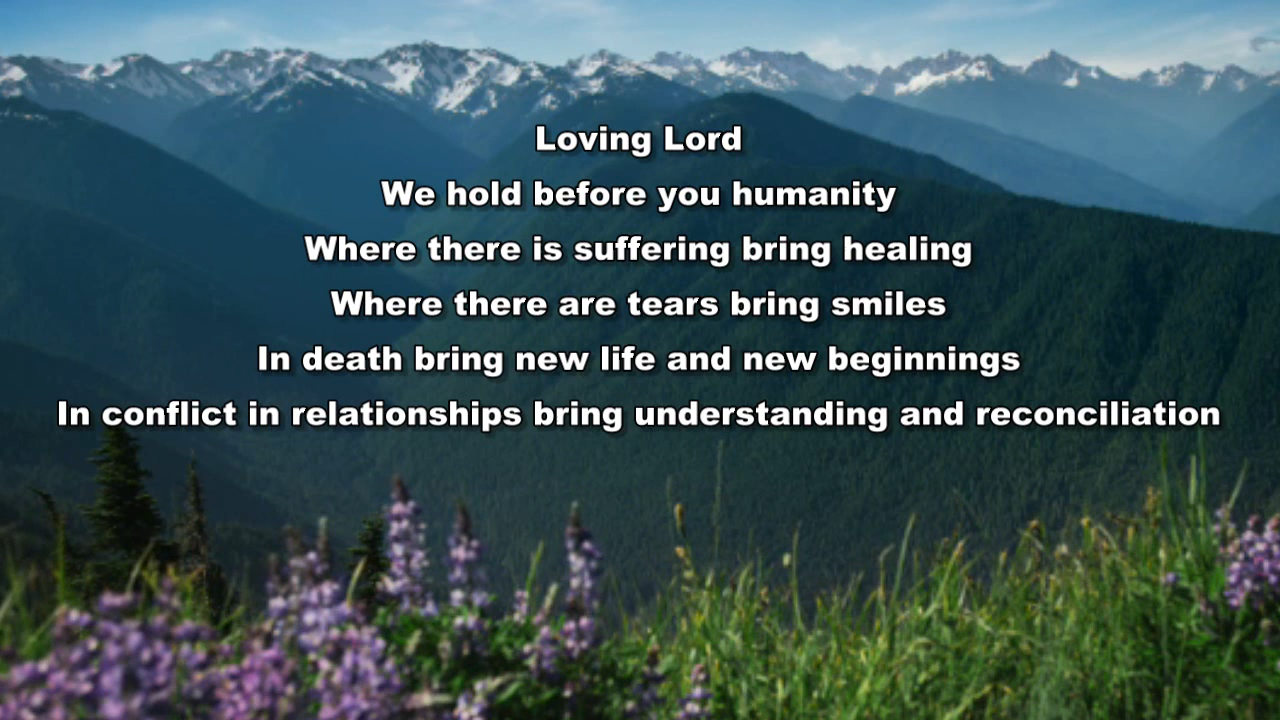 Loving Lord
We hold before you humanity
Where there is suffering bring healing
Where there are tears bring smiles
In death bring new life and new beginnings
In conflict in relationships bring understanding and reconciliation